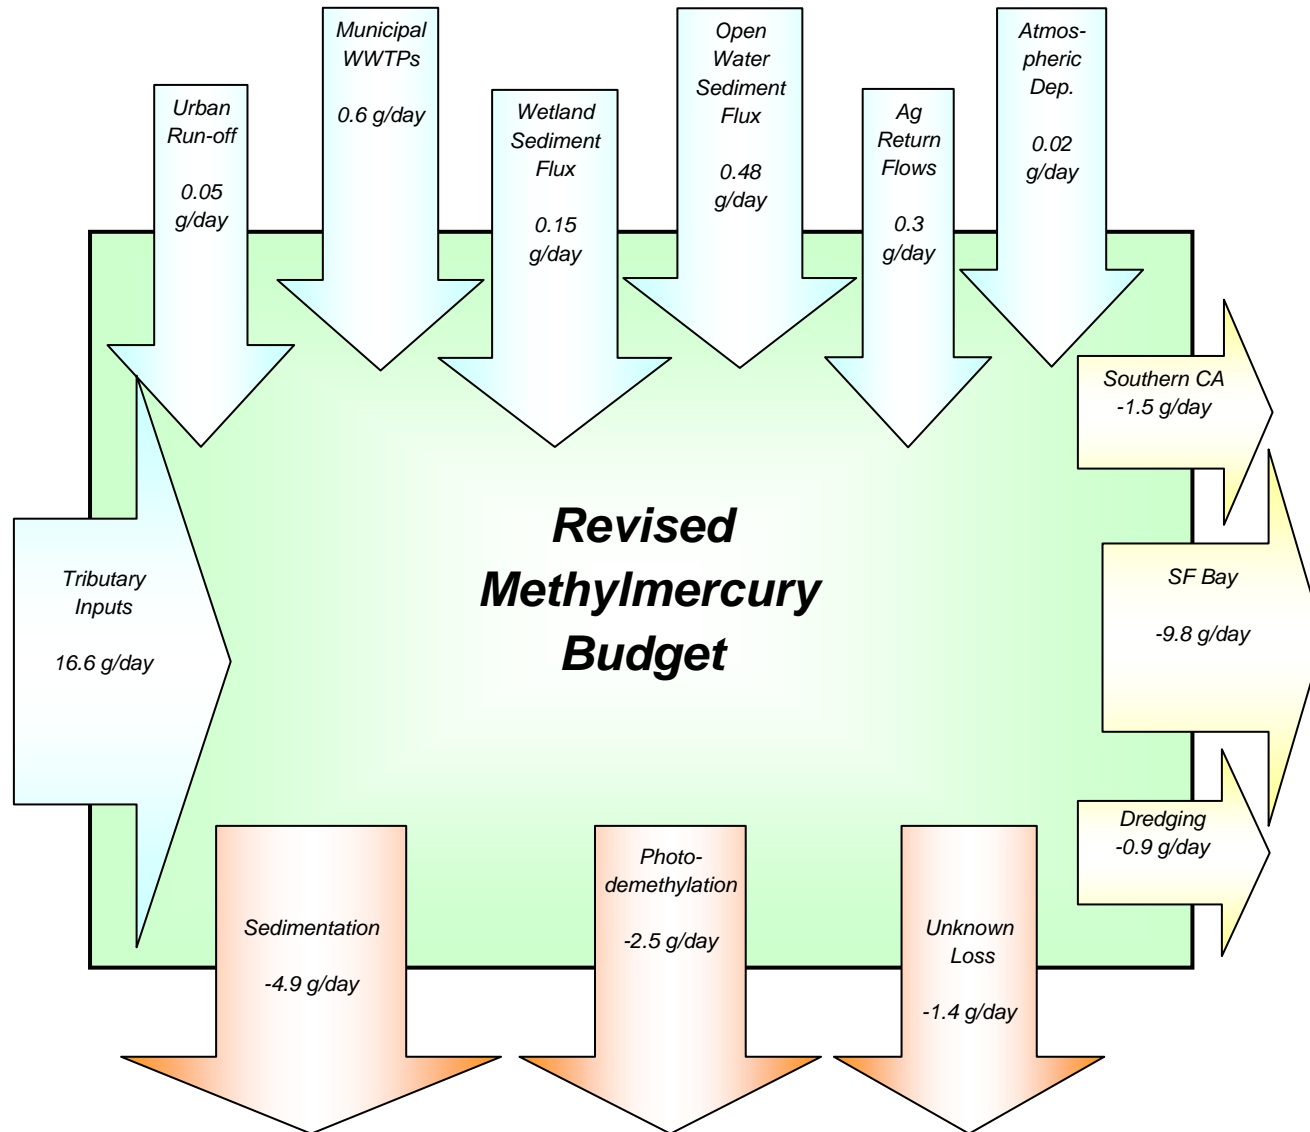 Urban
Run-off
0.05
g/day
Municipal
WWTPs
0.6 g/day
Wetland
Sediment
Flux
0.15
g/day
Open
Water
Sediment
Flux
0.48
g/day
Ag
Return
Flows
0.3
g/day
Atmos-
pheric
Dep.
0.02
g/day
Southern CA
-1.5 g/day
Tributary
Inputs
16.6 g/day
Revised
Methylmercury
Budget
SF Bay
-9.8 g/day
Dredging
-0.9 g/day
Sedimentation
-4.9 g/day
Photo-
demethylation
-2.5 g/day
Unknown
Loss
-1.4 g/day